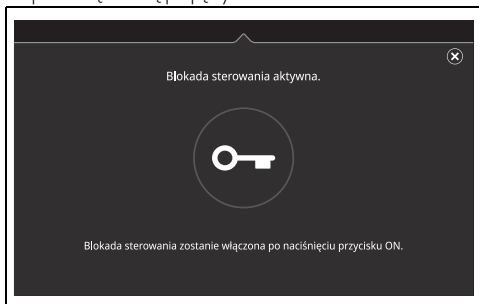 Blokada sterowania aktywna.
Blokada sterowania zostanie włączona po naciśnięciu przycisku ON.